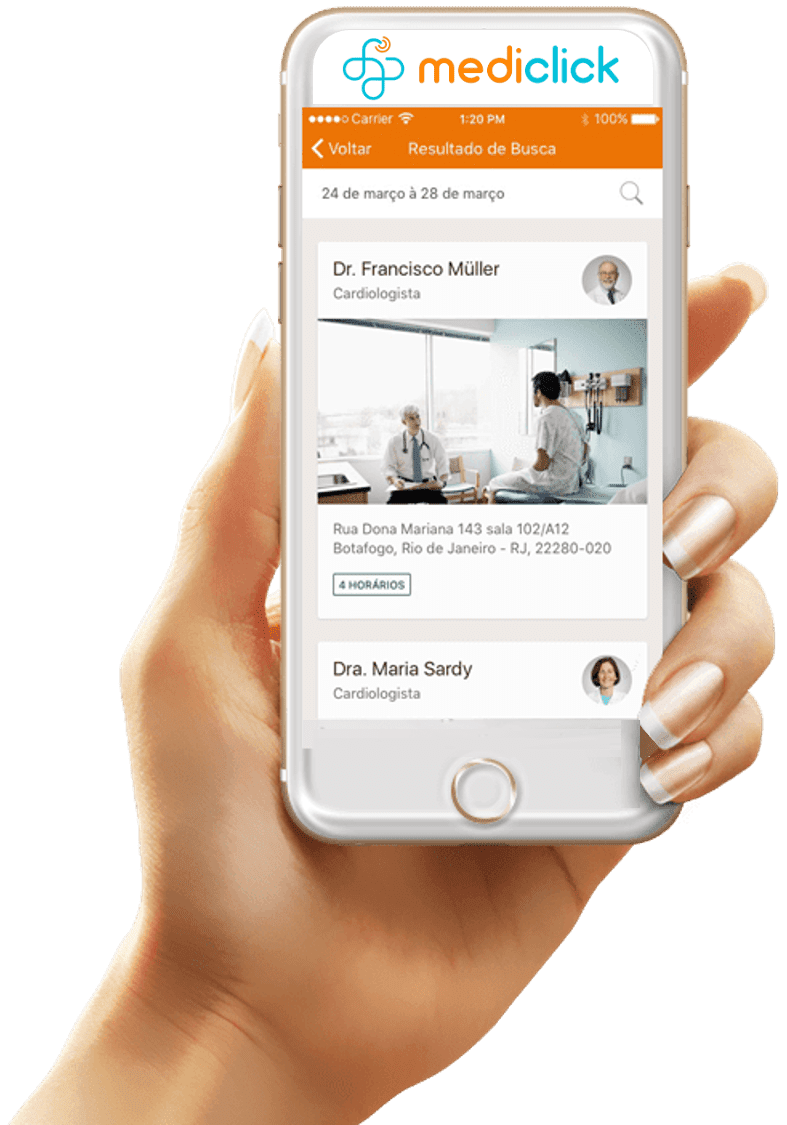 mediclick
Carrier 1:20 PM 100%
Voltar Resultado de Busca
24 de março à 28 de março
Dr. Francisco Müller
Cardiologista
Rua Dona Mariana 143 sala 102/A12
Botafogo, Rio de Janeiro - RJ, 22280-020
4 HORÁRIOS
Dra. Maria Sardy
Cardiologista